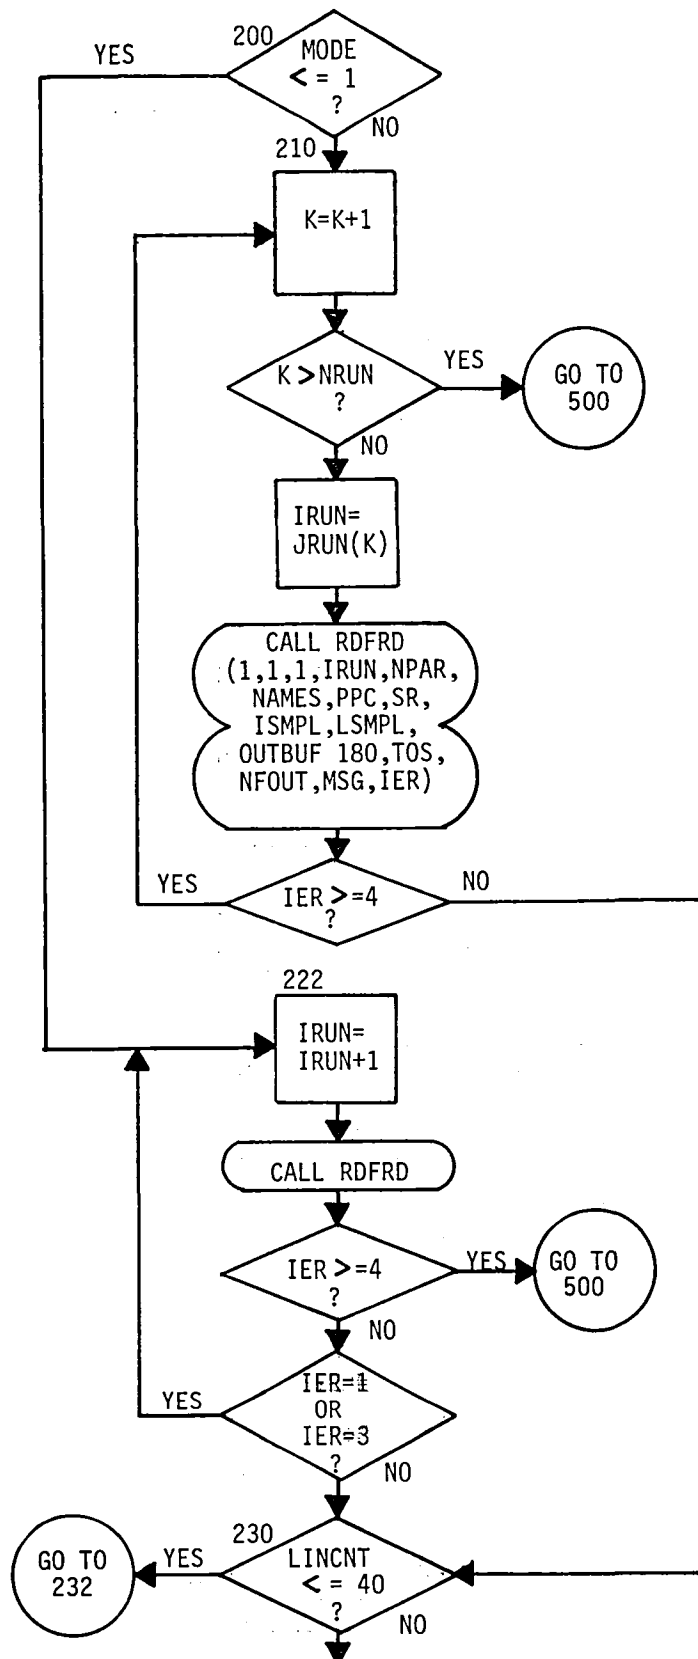 200
YES
MODE
< = 1
?
NO
210
K=K+1
K > NRUN
?
YES
GO TO
500
NO
IRUN=
JRUN(K)
CALL RDFRD
(1,1,1,IRUN,NPAR,
NAMES,PPC,SR,
ISMPL,LSMPL,
OUTBUF 180,TOS,
NFOUT,MSG,IER)
YES
IER >=4
?
NO
222
IRUN=
IRUN+1
CALL RDFRD
IER >=4
?
YES
GO TO
500
NO
YES
IER=1
OR
IER=3
?
NO
230
GO TO
232
YES
LINCNT
< = 40
?
NO